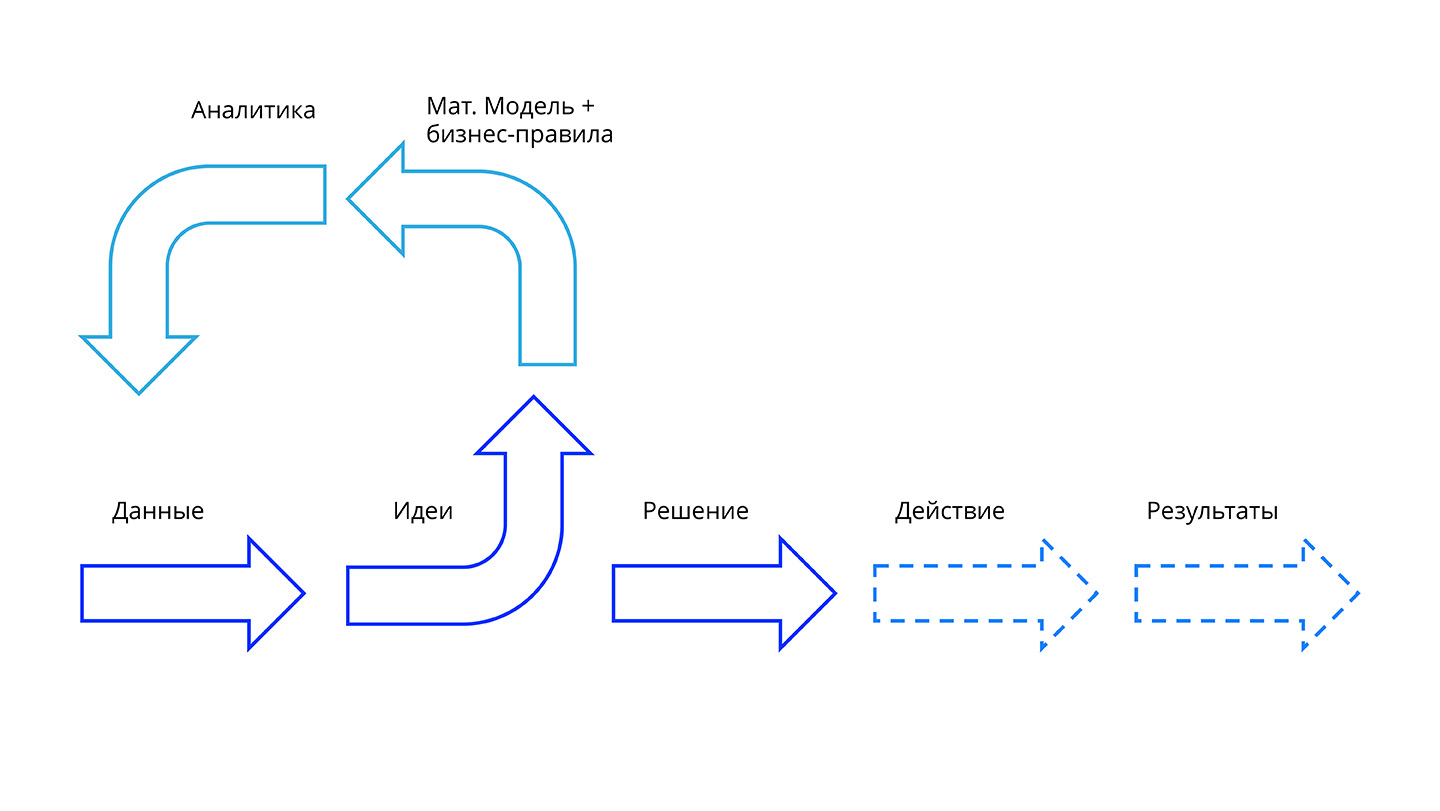 Аналитика
Мат. Модель +
бизнес-правила
Данные
Идеи
Решение
Действие
Результаты